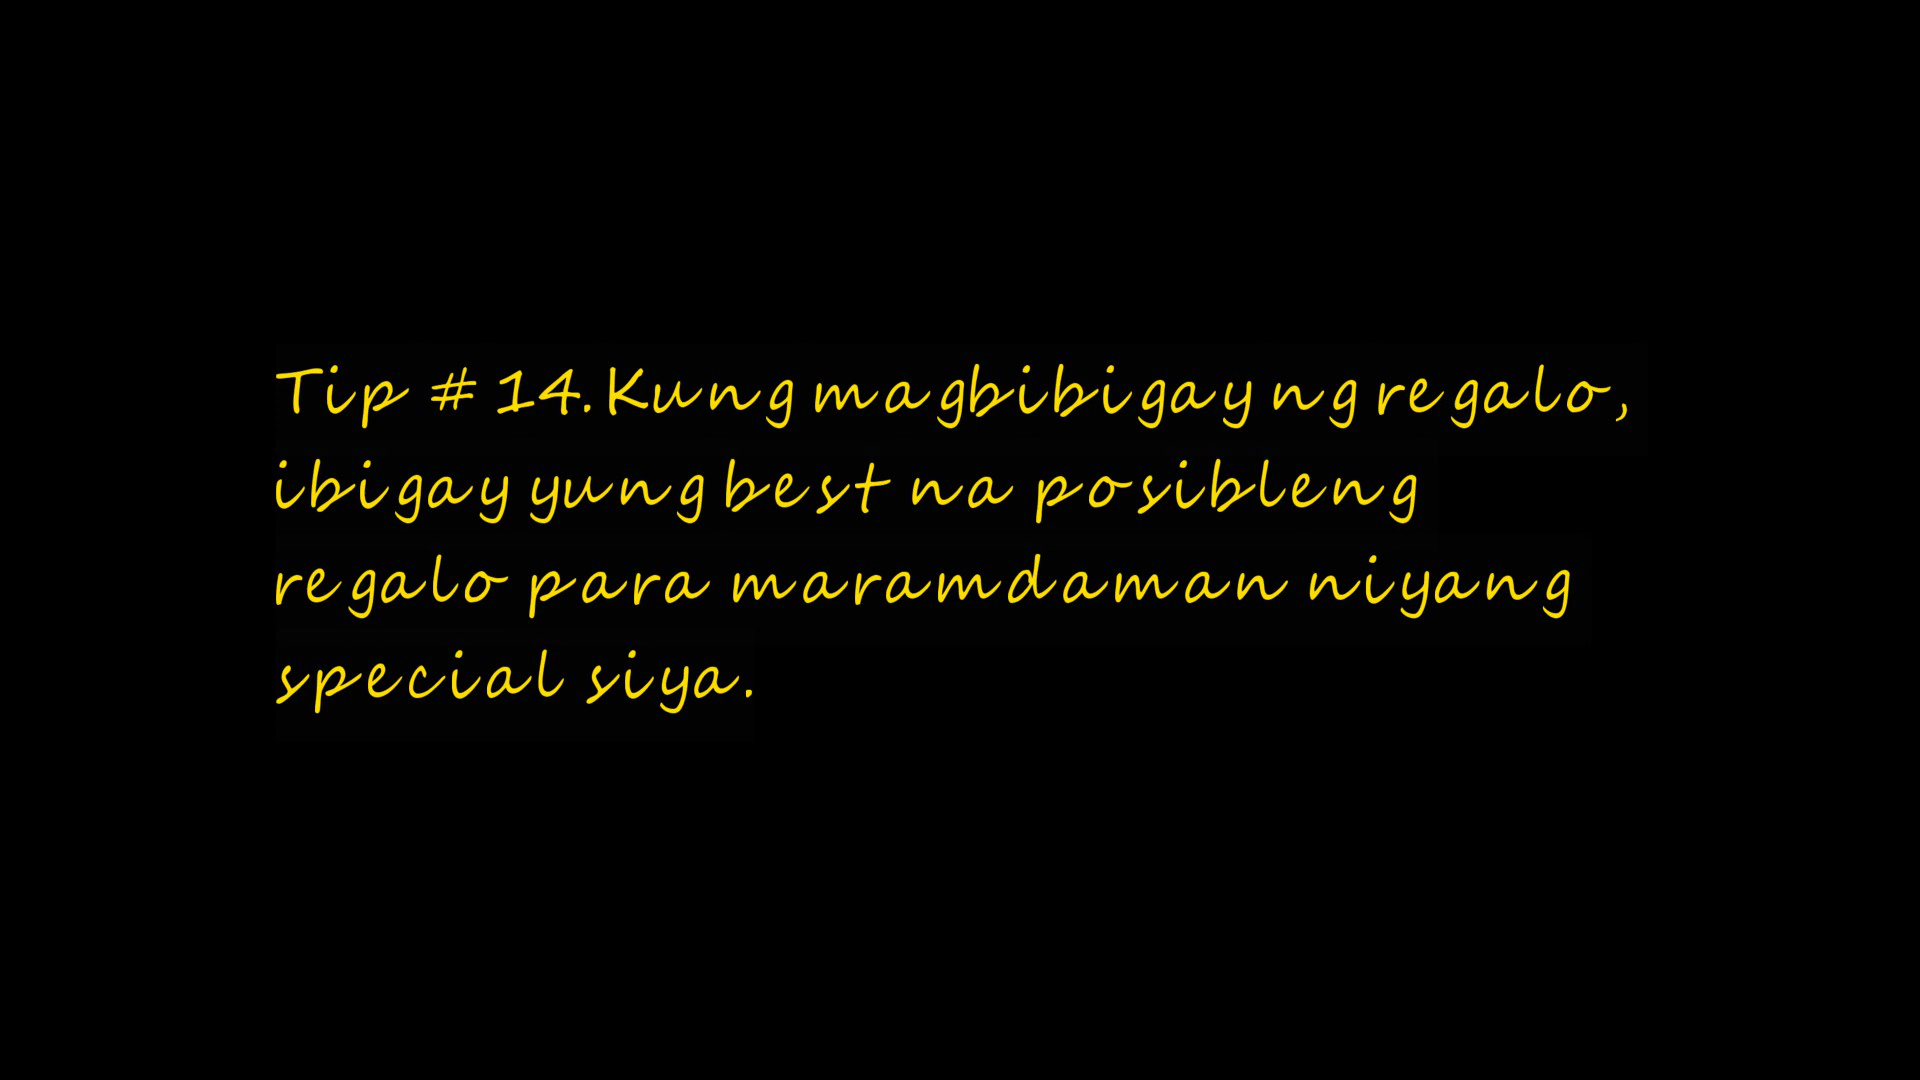 Tip # 14. Kung magbibigay ng regalo,
ibigay yung best na posibleng
regalo para maramdaman niyang
special siya.